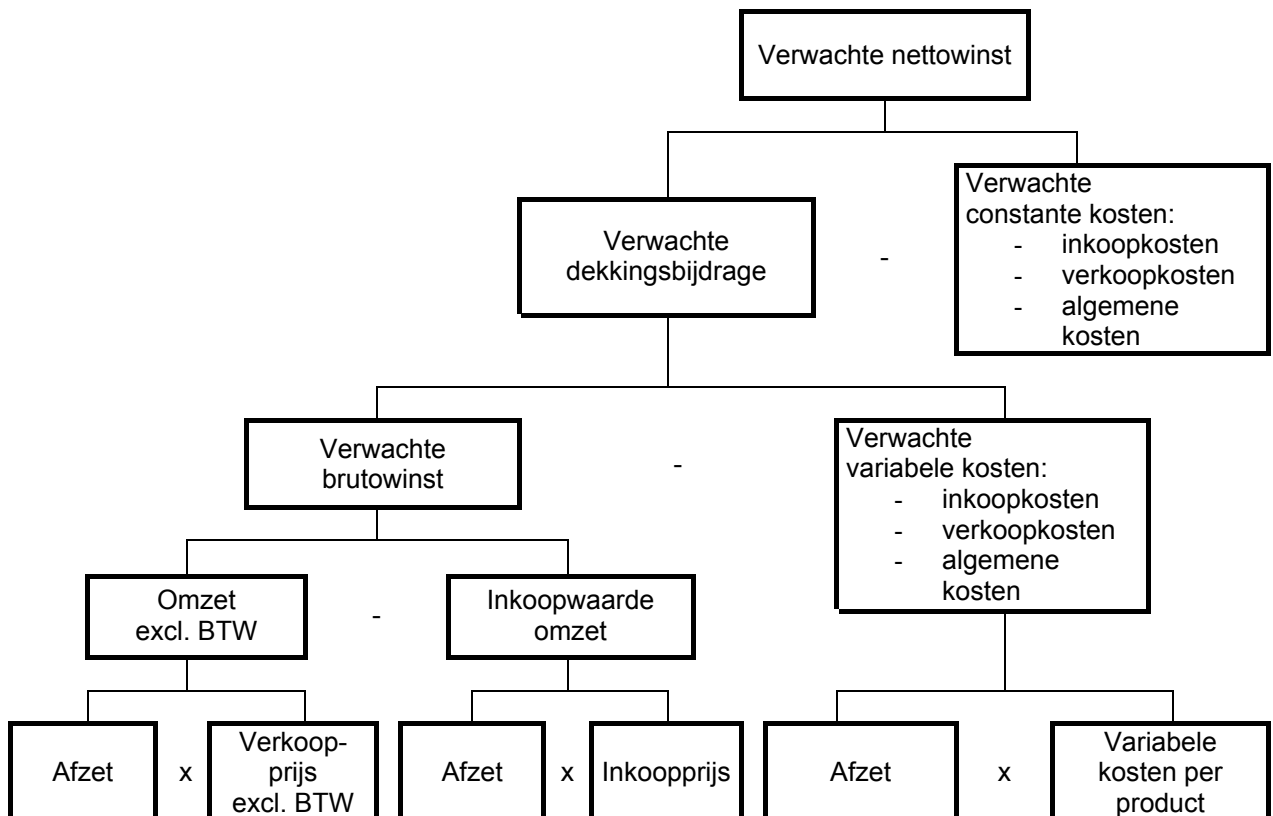 Verwachte nettowinst
Verwachte
dekkingsbijdrage
-
Verwachte
constante kosten:
- inkoopkosten
- verkoopkosten
- algemene
kosten
Verwachte
brutowinst
-
Verwachte
variabele kosten:
- inkoopkosten
- verkoopkosten
- algemene
kosten
Omzet
excl. BTW
-
Inkoopwaarde
omzet
Afzet
x
Verkoop-
prijs
excl. BTW
Afzet
x
Inkoopprijs
Afzet
x
Variabele
kosten per
product